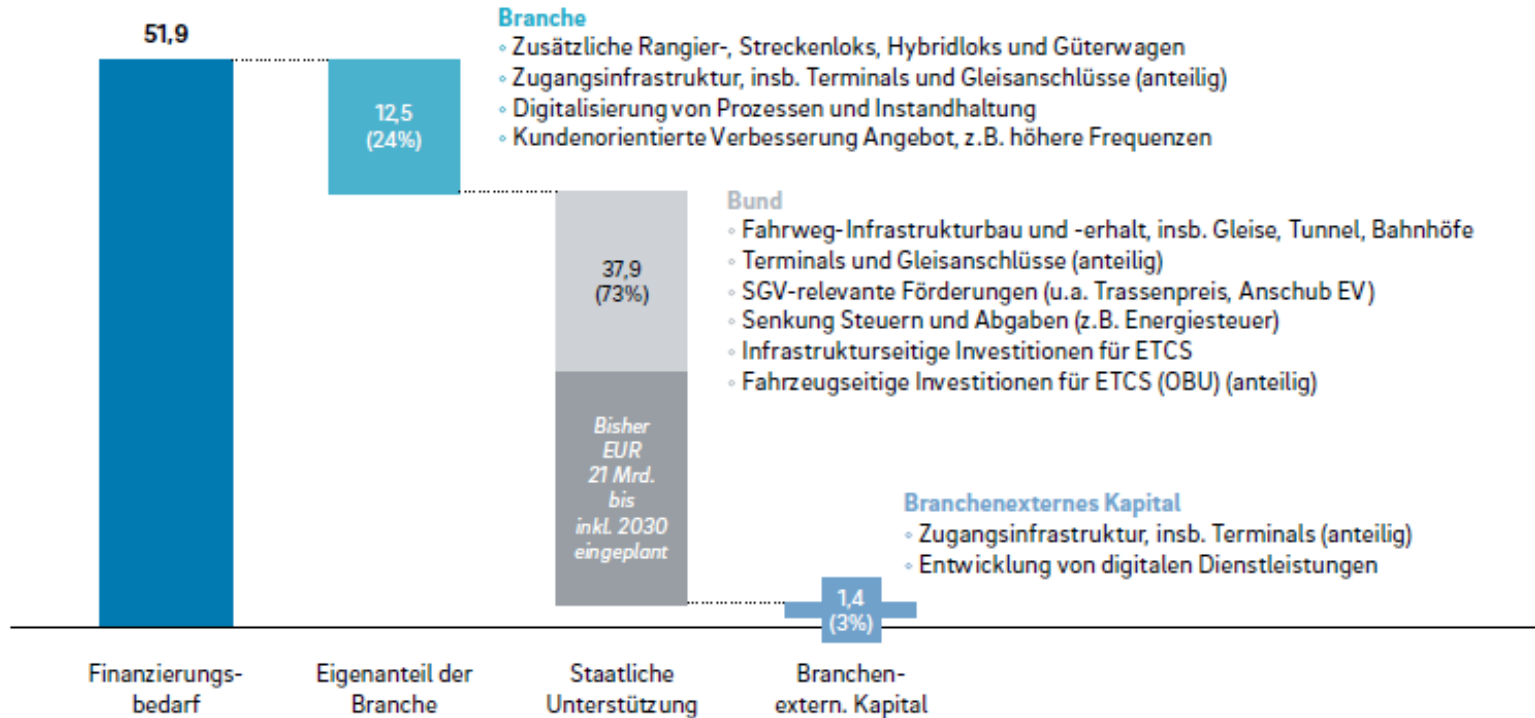 51,9
Branche
◦ Zusätzliche Rangier-, Streckenloks, Hybridloks und Güterwagen
◦ Zugangsinfrastruktur, insb. Terminals und Gleisanschlüsse (anteilig)
◦ Digitalisierung von Prozessen und Instandhaltung
◦ Kundenorientierte Verbesserung Angebot, z.B. höhere Frequenzen
12,5
(24%)
Bund
◦ Fahrweg-Infrastrukturbau und -erhalt, insb. Gleise, Tunnel, Bahnhöfe
◦ Terminals und Gleisanschlüsse (anteilig)
◦ SGV-relevante Förderungen (u.a. Trassenpreis, Anschub EV)
◦ Senkung Steuern und Abgaben (z.B. Energiesteuer)
◦ Infrastrukturseitige Investitionen für ETCS
◦ Fahrzeugseitige Investitionen für ETCS (OBU) (anteilig)
37,9
(73%)
Bisher
EUR
21 Mrd.
bis
inkl. 2030
eingeplant
Branchenexternes Kapital
◦ Zugangsinfrastruktur, insb. Terminals (anteilig)
◦ Entwicklung von digitalen Dienstleistungen
1,4
(3%)
Finanzierungs-
bedarf
Eigenanteil der
Branche
Staatliche
Unterstützung
Branchen-
extern. Kapital